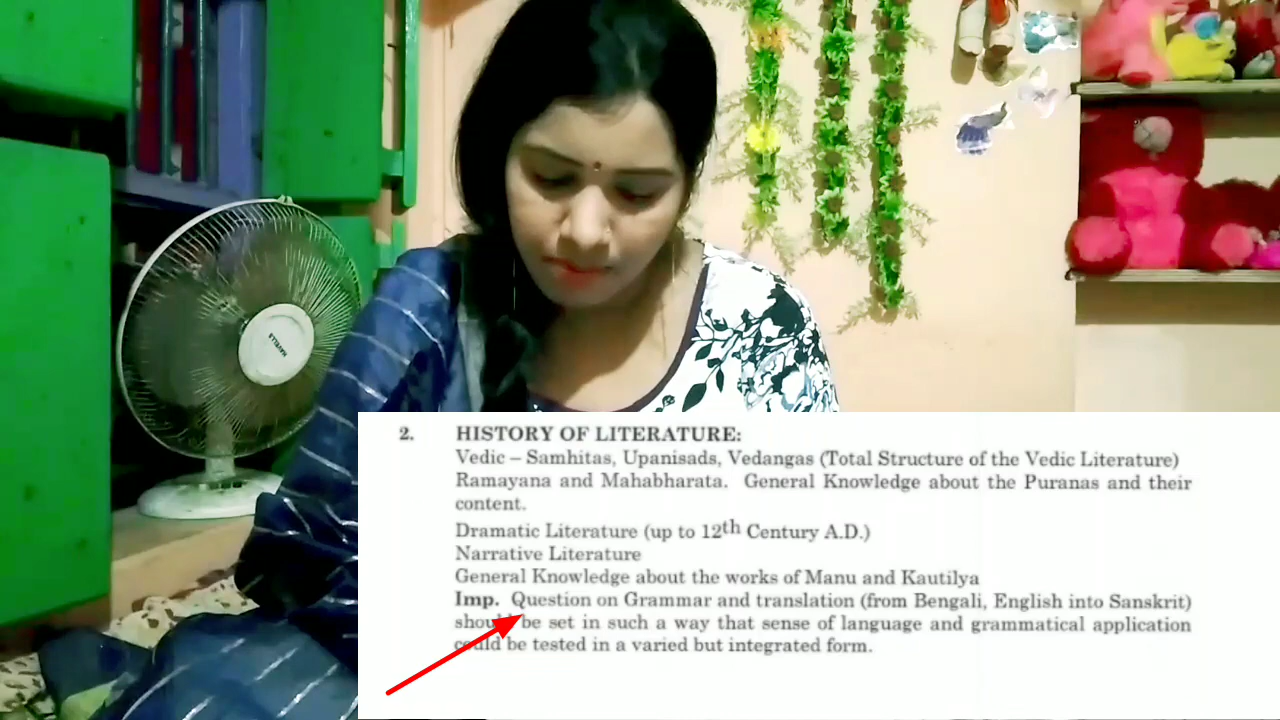 2. HISTORY OF LITERATURE:
Vedic – Samhitas, Upanisads, Vedangas (Total Structure of the Vedic Literature)
Ramayana and Mahabharata. General Knowledge about the Puranas and their
content.
Dramatic Literature (up to 12th Century A.D.)
Narrative Literature
General Knowledge about the works of Manu and Kautilya
Imp. Question on Grammar and translation (from Bengali, English into Sanskrit)
should be set in such a way that sense of language and grammatical application
could be tested in a varied but integrated form.